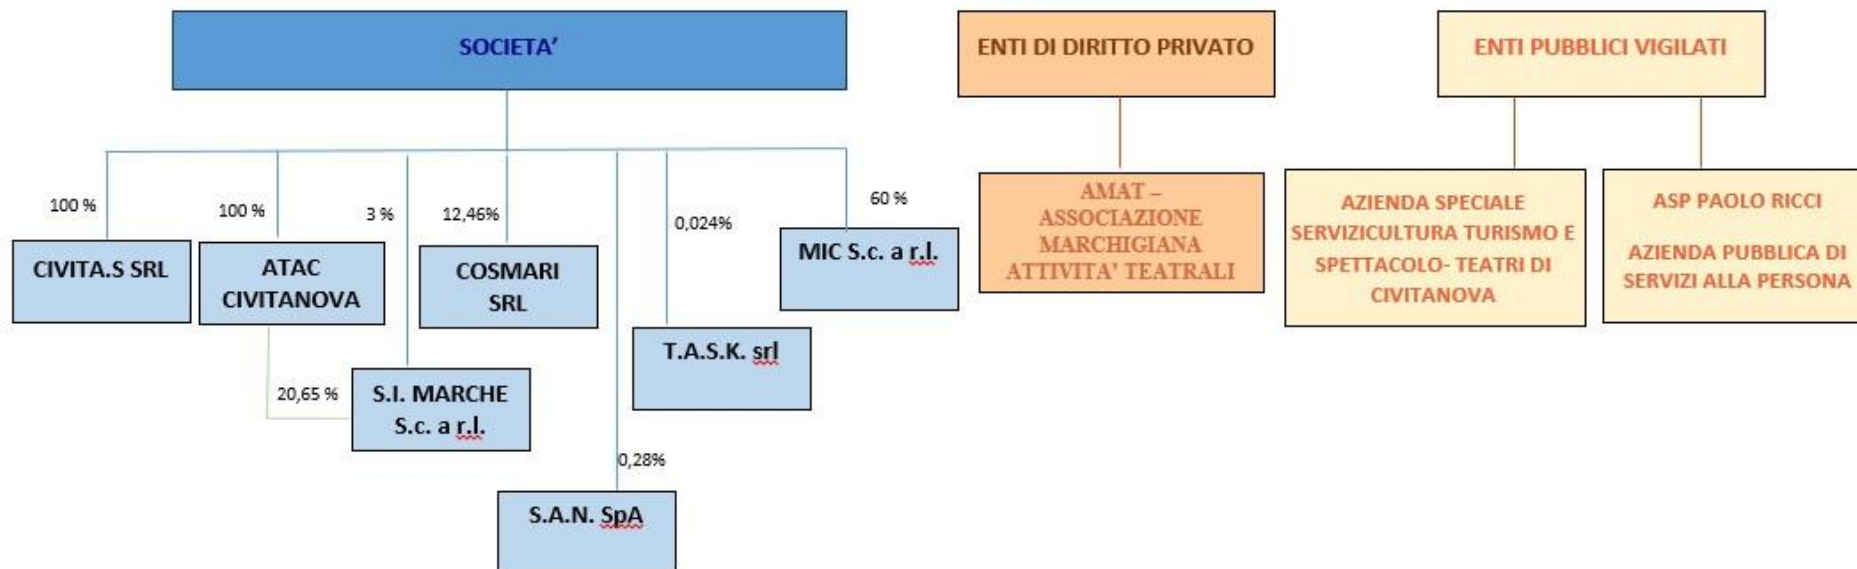 SOCIETA'
ENTI DI DIRITTO PRIVATO
ENTI PUBBLICI VIGILATI
100 %
100 %
3 %
12,46%
0,024%
60 %
CIVITA.S SRL
ATAC
CIVITANOVA
COSMARI
SRL
MIC S.c. a r.l.
T.A.S.K. srl
20,65 %
S.I. MARCHE
S.c. a r.l.
0,28%
S.A.N. SpA
AMAT –
ASSOCIAZIONE
MARCHIGIANA
ATTIVITA' TEATRALI
AZIENDA SPECIALE
SERVIZICULTURA TURISMO E
SPETTACOLO- TEATRI DI
CIVITANOVA
ASP PAOLO RICCI
AZIENDA PUBBLICA DI
SERVIZI ALLA PERSONA